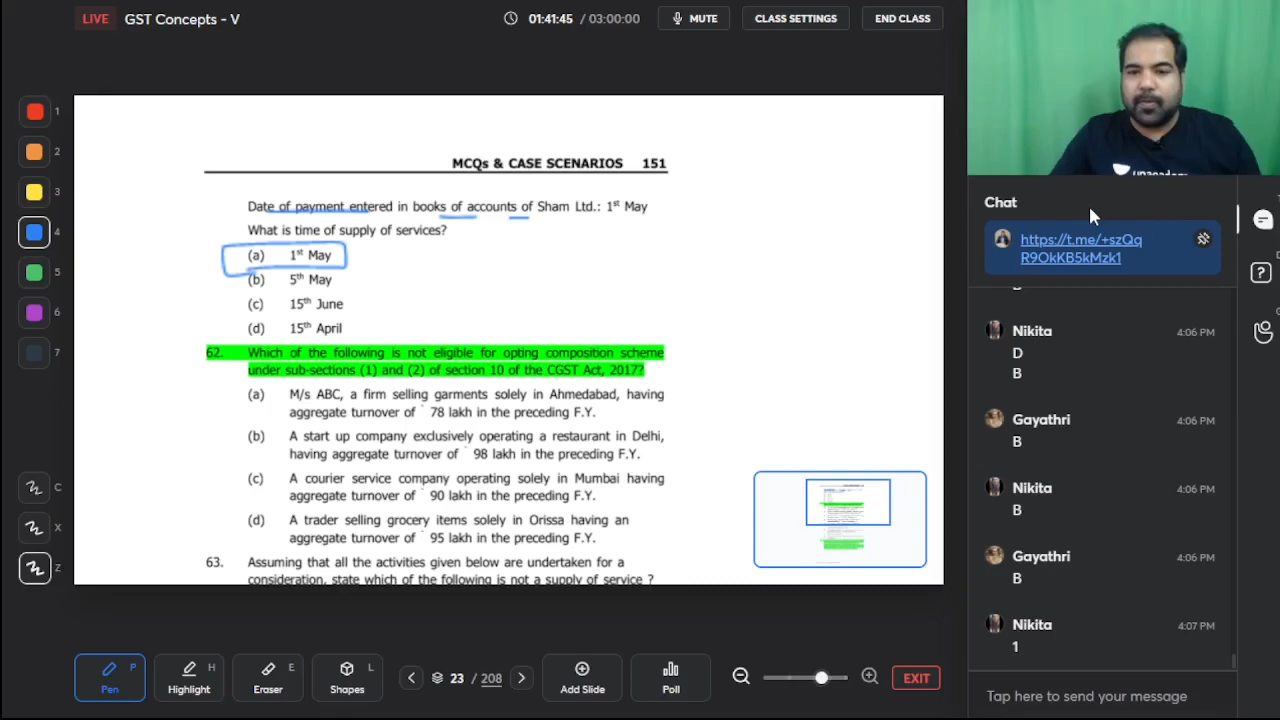 LIVE GST Concepts - V
01:41:45 / 03:00:00
MUTE
CLASS SETTINGS
END CLASS
1
2
3
4
5
6
7
C
X
Z
MCQs & CASE SCENARIOS 151
Date of payment entered in books of accounts of Sham Ltd.: 1st May
What is time of supply of services?
(a) 1st May
(b) 5th May
(c) 15th June
(d) 15th April
62. Which of the following is not eligible for opting composition scheme
under sub-sections (1) and (2) of section 10 of the CGST Act, 2017?
(a) M/s ABC, a firm selling garments solely in Ahmedabad, having
aggregate turnover of ` 78 lakh in the preceding F.Y.
(b) A start up company exclusively operating a restaurant in Delhi,
having aggregate turnover of ` 98 lakh in the preceding F.Y.
(c) A courier service company operating solely in Mumbai having
aggregate turnover of ` 90 lakh in the preceding F.Y.
(d) A trader selling grocery items solely in Orissa having an
aggregate turnover of ` 95 lakh in the preceding F.Y.
63. Assuming that all the activities given below are undertaken for a
consideration, state which of the following is not a supply of service ?
Pen P
Highlight H
Eraser E
Shapes L
23 / 208
Add Slide
Poll
EXIT
Chat
https://t.me/+szQq
R9OkKB5kMzk1
Nikita 4:06 PM
D
B
Gayathri 4:06 PM
B
Nikita 4:06 PM
B
Gayathri 4:06 PM
B
Nikita 4:07 PM
1
Tap here to send your message